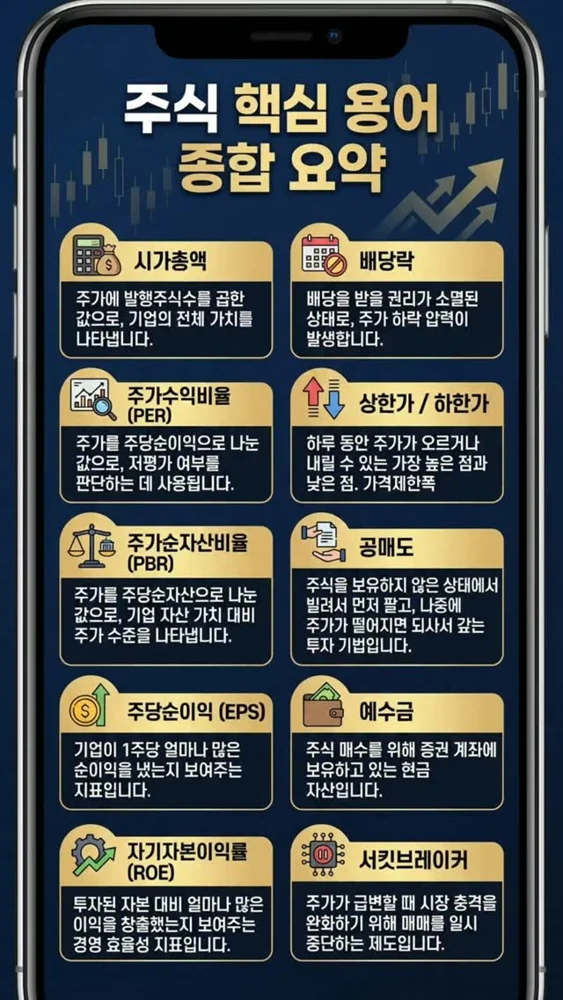 주식 핵심 용어
종합 요약
시가총액
주가에 발행주식수를 곱한
값으로, 기업의 전체 가치를
나타냅니다.
배당락
배당을 받을 권리가 소멸된
상태로, 주가 하락 압력이
발생합니다.
주가수익비율
(PER)
주가를 주당순이익으로 나눈
값으로, 저평가 여부를
판단하는 데 사용됩니다.
상한가 / 하한가
하루 동안 주가가 오르거나
내릴 수 있는 가장 높은 점과
낮은 점. 가격제한폭
주가순자산비율
(PBR)
주가를 주당순자산으로 나눈
값으로, 기업 자산 가치 대비
주가 수준을 나타냅니다.
공매도
주식을 보유하지 않은 상태에서
빌려서 먼저 팔고, 나중에
주가가 떨어지면 되사서 갚는
투자 기법입니다.
주당순이익 (EPS)
기업이 1주당 얼마나 많은
순이익을 냈는지 보여주는
지표입니다.
예수금
주식 매수를 위해 증권 계좌에
보유하고 있는 현금
자산입니다.
자기자본이익률
(ROE)
투자된 자본 대비 얼마나 많은
이익을 창출했는지 보여주는
경영 효율성 지표입니다.
서킷브레이커
주가가 급변할 때 시장 충격을
완화하기 위해 매매를 일시
중단하는 제도입니다.